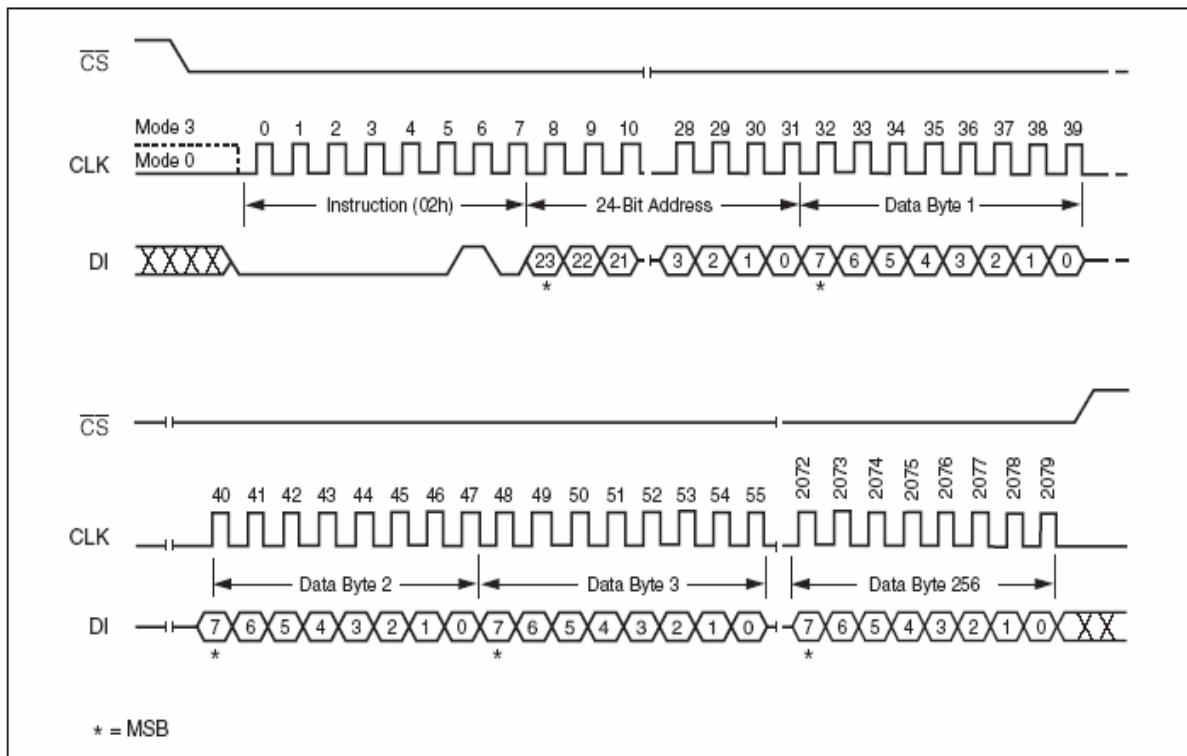 CS
Mode 3 0 1 2 3 4 5 6 7 8 9 10 28 29 30 31 32 33 34 35 36 37 38 39
CLK Mode 0
Instruction (02h) 24-Bit Address Data Byte 1
DI 23 22 21 3 2 1 0 7 6 5 4 3 2 1 0
* *
CS
40 41 42 43 44 45 46 47 48 49 50 51 52 53 54 55 2072 2073 2074 2075 2076 2077 2078 2079
CLK
Data Byte 2 Data Byte 3 Data Byte 256
DI 7 6 5 4 3 2 1 0 7 6 5 4 3 2 1 0 7 6 5 4 3 2 1 0
* * *
* = MSB